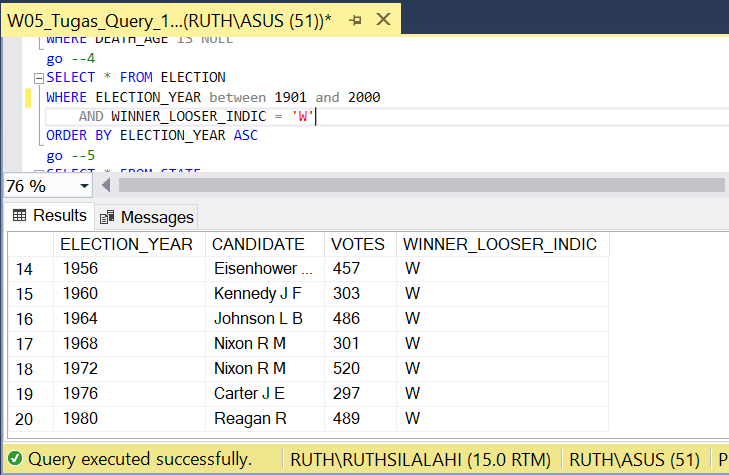 W05_Tugas_Query_1...(RUTH\ASUS (51))*
WHERE DEATH_AGE IS NULL
go --4
SELECT * FROM ELECTION
WHERE ELECTION_YEAR between 1901 and 2000
AND WINNER_LOOSER_INDIC = 'W'
ORDER BY ELECTION_YEAR ASC
go --5
SELECT * FROM STATE
76 %
Results Messages
ELECTION_YEAR CANDIDATE VOTES WINNER_LOOSER_INDIC
14 1956 Eisenhower ... 457 W
15 1960 Kennedy J F 303 W
16 1964 Johnson L B 486 W
17 1968 Nixon R M 301 W
18 1972 Nixon R M 520 W
19 1976 Carter J E 297 W
20 1980 Reagan R 489 W
Query executed successfully. RUTH\RUTHSILALAHI (15.0 RTM) RUTH\ASUS (51) P